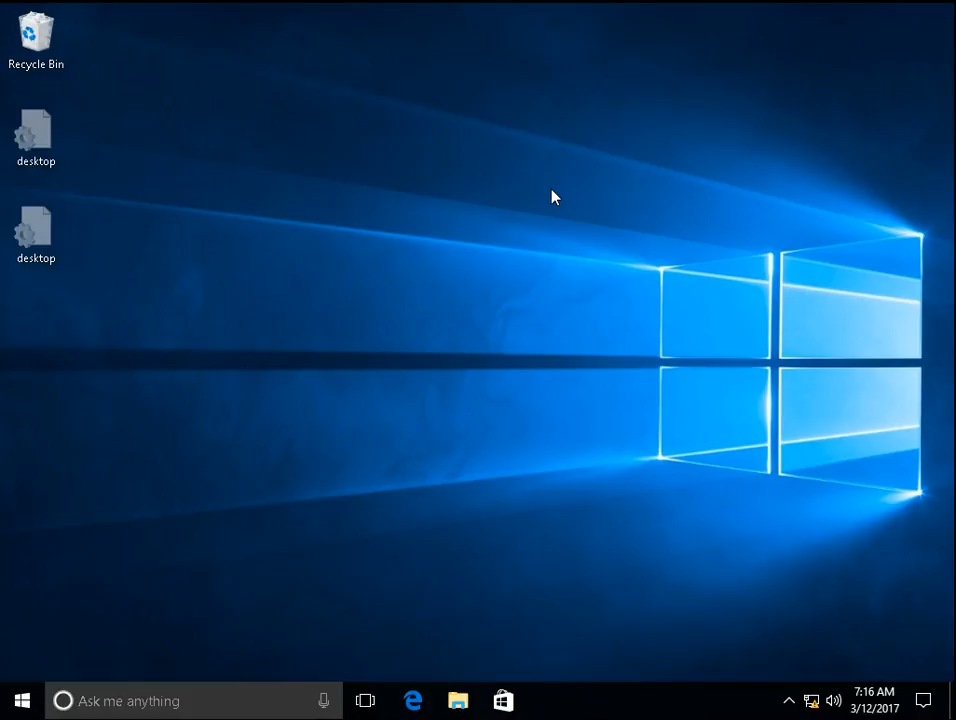 Recycle Bin
desktop
desktop
Ask me anything
7:16 AM
3/12/2017